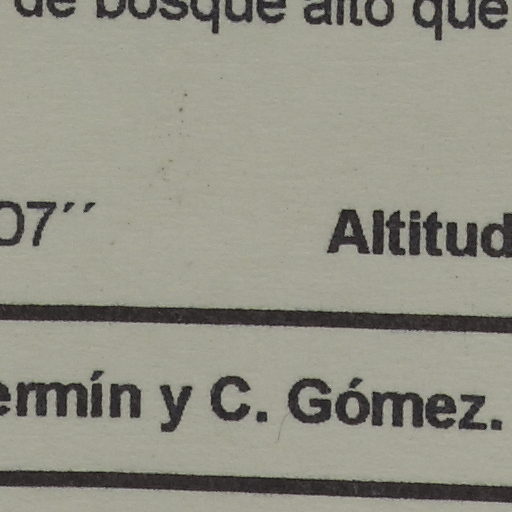 de bosque alto que
07´´ Altitud
ermín y C. Gómez.